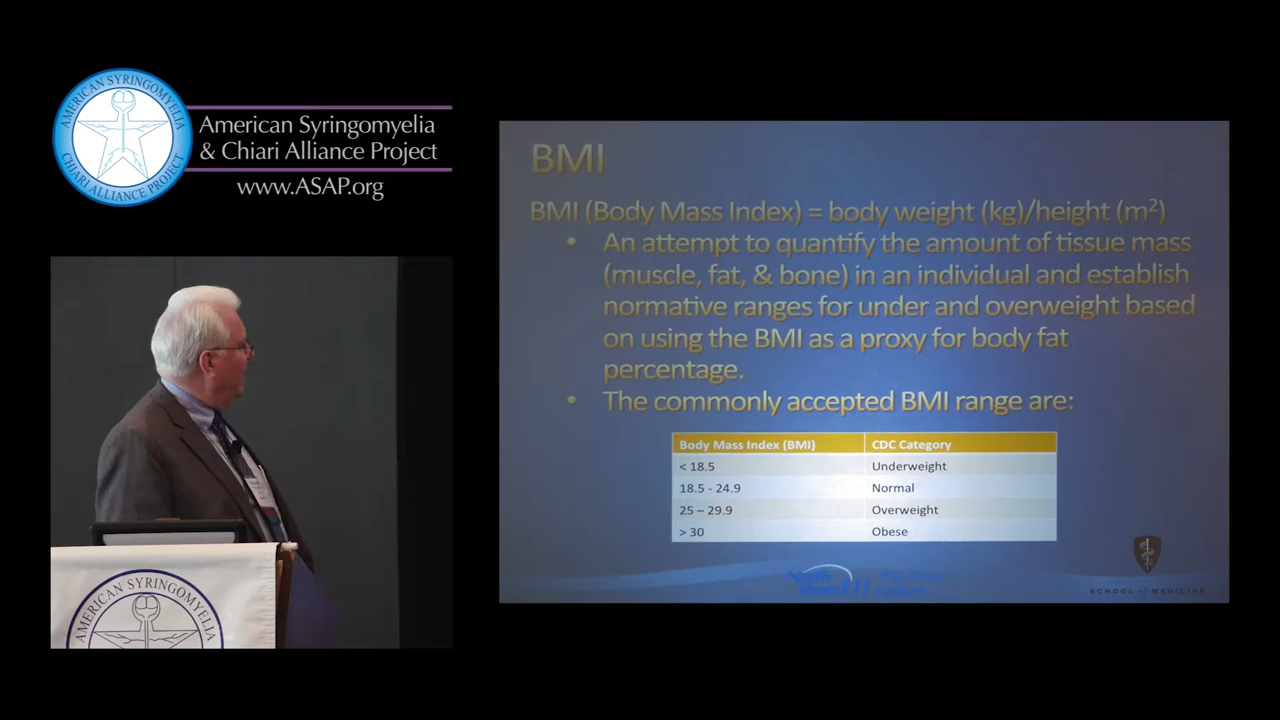 AMERICAN SYRINGOMYELIA
CHIARI ALLIANCE PROJECT
American Syringomyelia
& Chiari Alliance Project
www.ASAP.org
BMI
BMI (Body Mass Index) = body weight (kg)/height (m²)
• An attempt to quantify the amount of tissue mass
(muscle, fat, & bone) in an individual and establish
normative ranges for under and overweight based
on using the BMI as a proxy for body fat
percentage.
• The commonly accepted BMI range are:
Body Mass Index (BMI) CDC Category
< 18.5 Underweight
18.5 - 24.9 Normal
25 – 29.9 Overweight
> 30 Obese
North
SCHOOL of MEDICINE
AMERICAN SYRINGOMYELIA